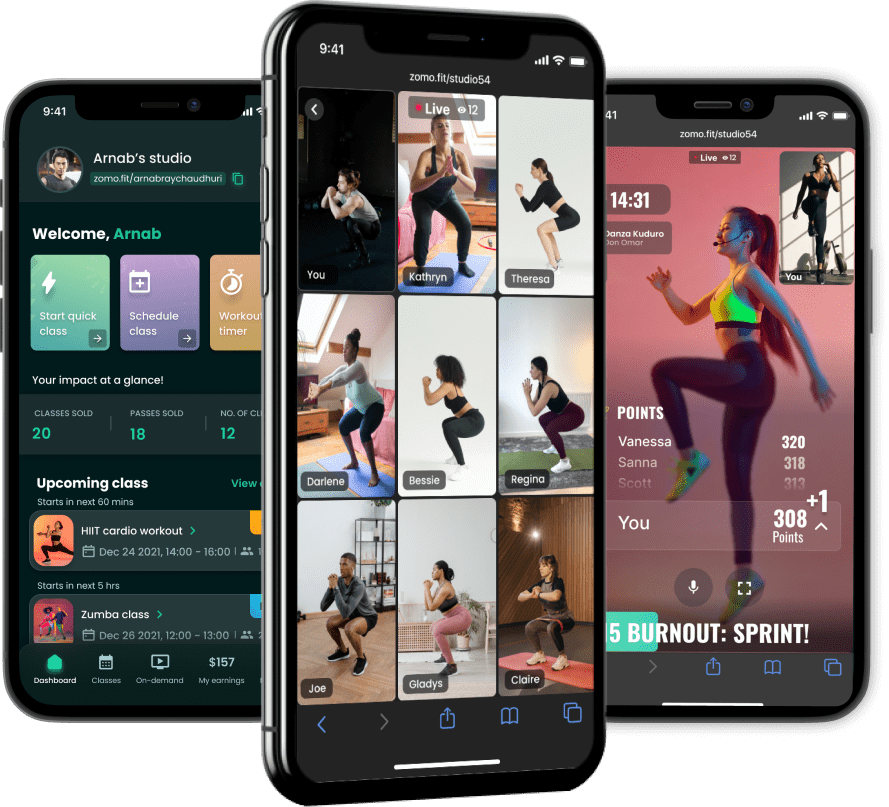 9:41
Arnab's studio
zomo.fit/arnabraychaudhuri
Welcome, Arnab
Start quick
class
Schedule
class
Workout
timer
Your impact at a glance!
CLASSES SOLD
PASSES SOLD
NO. OF CL
20
18
12
Upcoming class
View
Starts in next 60 mins
HIIT cardio workout
Dec 24 2021, 14:00 - 16:00
Starts in next 5 hrs
Zumba class
Dec 26 2021, 12:00 - 13:00
Dashboard
Classes
On-demand
$157
My earnings
9:41
zomo.fit/studio54
Live
12
You
Kathryn
Theresa
Darlene
Bessie
Regina
Joe
Gladys
Claire
41
zomo.fit/studio54
Live
12
14:31
Danza Kuduro
Don Omar
You
POINTS
Vanessa
320
Sanna
318
Scott
313
+1
You
308
Points
15 BURNOUT: SPRINT!